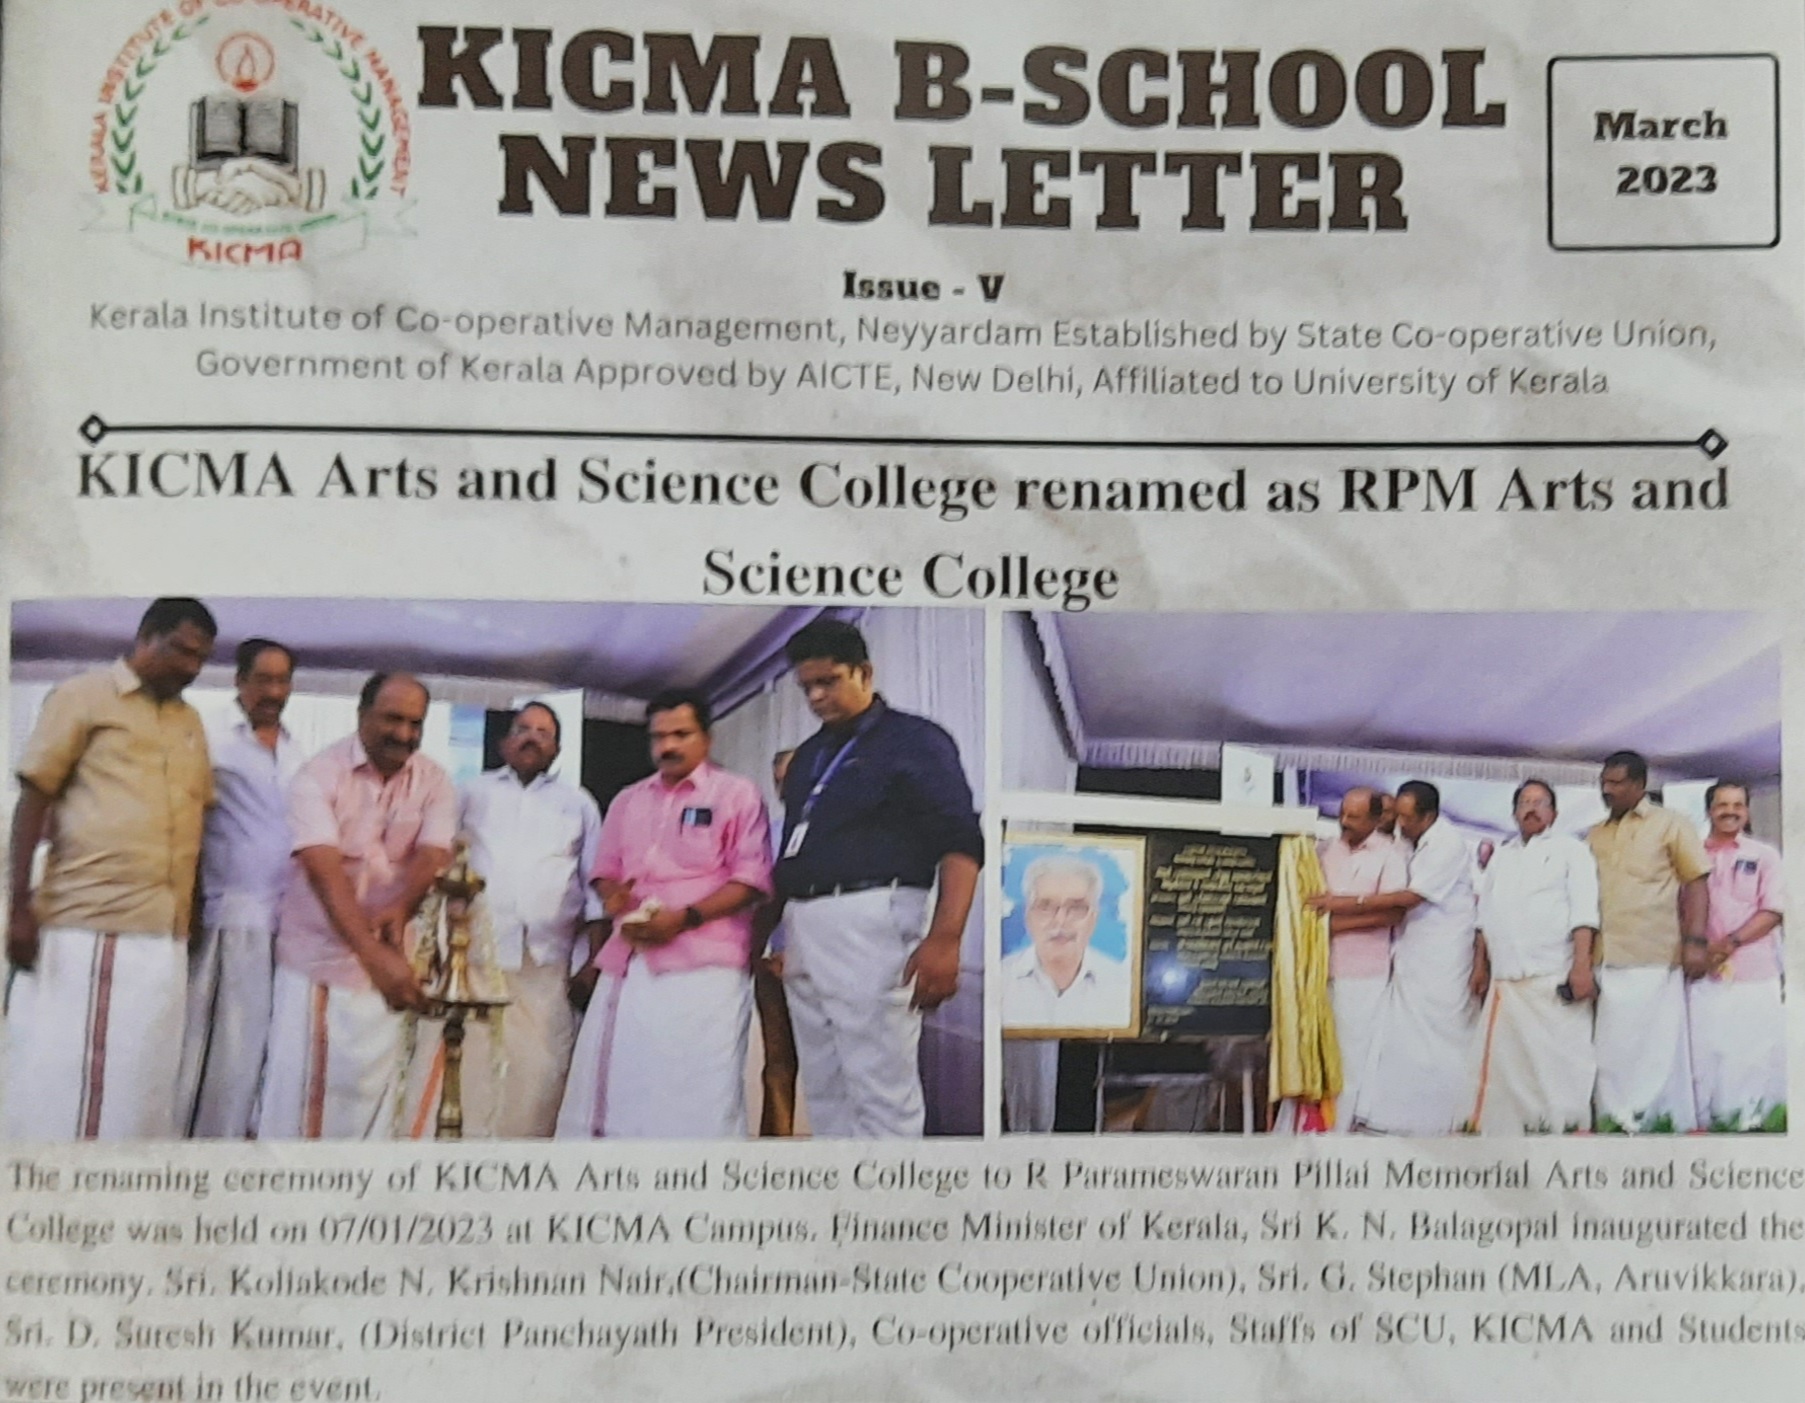 KERALA INSTITUTE OF CO-OPERATIVE MANAGEMENT
KICMA
KICMA B-SCHOOL
NEWS LETTER
March
2023
Issue - V
Kerala Institute of Co-operative Management, Neyyardam Established by State Co-operative Union,
Government of Kerala Approved by AICTE, New Delhi, Affiliated to University of Kerala
KICMA Arts and Science College renamed as RPM Arts and
Science College
The renaming ceremony of KICMA Arts and Science College to R Parameswaran Pillai Memorial Arts and Science
College was held on 07/01/2023 at KICMA Campus. Finance Minister of Kerala, Sri K. N. Balagopal inaugurated the
ceremony. Sri. Koliakode N. Krishnan Nair,(Chairman-State Cooperative Union), Sri. G. Stephan (MLA, Aruvikkara),
Sri. D. Suresh Kumar, (District Panchayath President), Co-operative officials, Staffs of SCU, KICMA and Students
were present in the event.